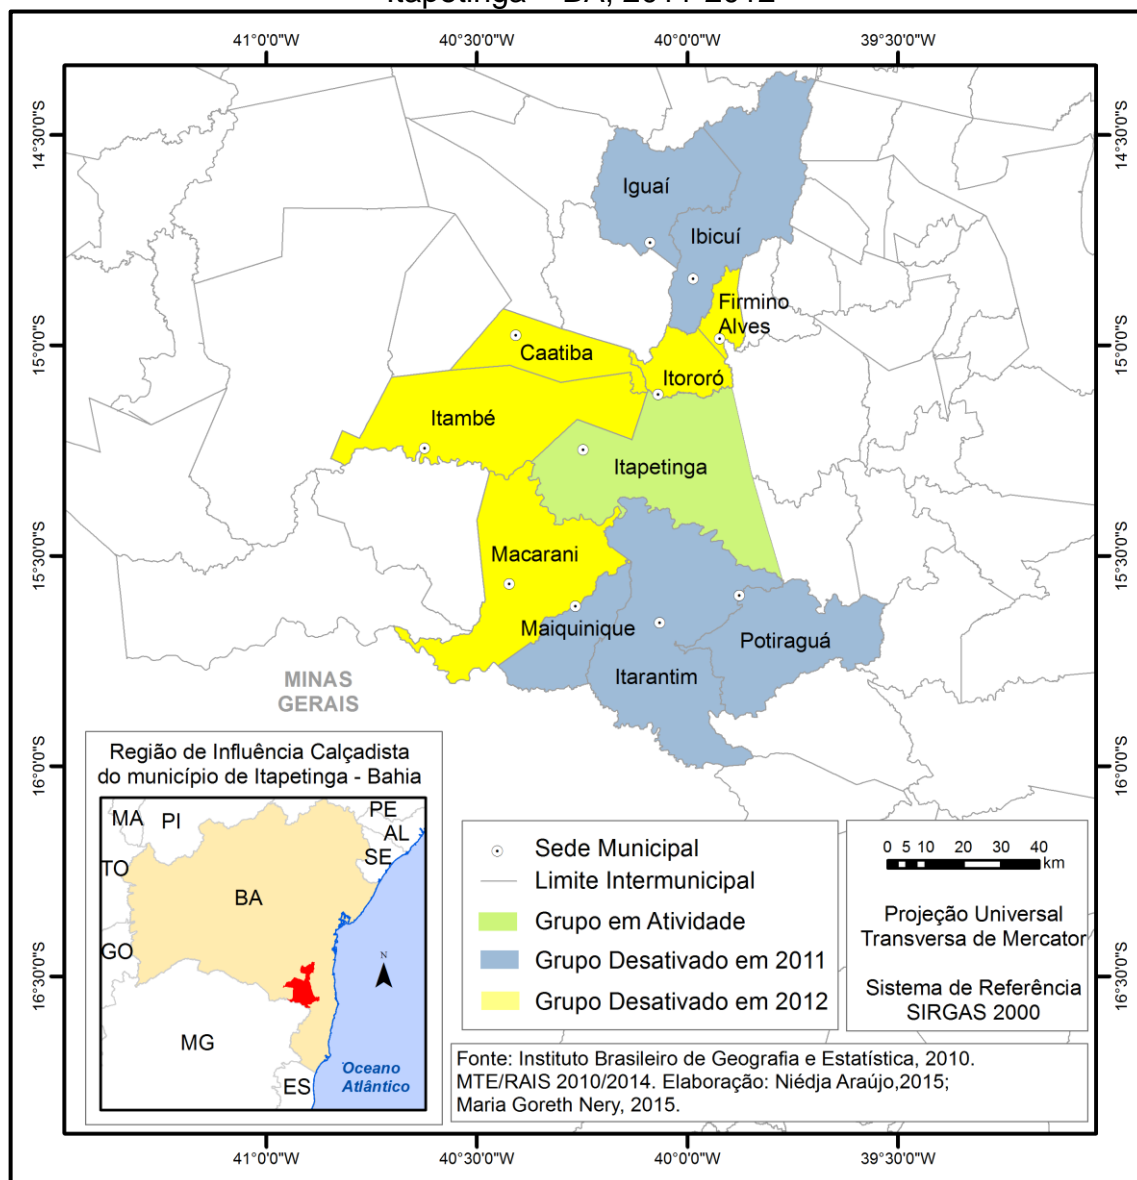 Itapetinga – BA, 2011-2012
41°0'0"W
40°30'0"W
40°0'0"W
39°30'0"W
14°30'0"S
14°30'0"S
15°0'0"S
15°0'0"S
15°30'0"S
15°30'0"S
16°0'0"S
16°0'0"S
16°30'0"S
16°30'0"S
Iguaí
Ibicuí
Firmino
Alves
Caatiba
Itororó
Itambé
Itapetinga
Macarani
Maiquinique
Potiraguá
Itarantim
MINAS
GERAIS
Região de Influência Calçadista
do município de Itapetinga - Bahia
MA
PI
PE
AL
SE
TO
BA
GO
N
MG
ES
Oceano
Atlântico
Sede Municipal
Limite Intermunicipal
Grupo em Atividade
Grupo Desativado em 2011
Grupo Desativado em 2012
0 5 10 20 30 40
km
Projeção Universal
Transversa de Mercator
Sistema de Referência
SIRGAS 2000
Fonte: Instituto Brasileiro de Geografia e Estatística, 2010.
MTE/RAIS 2010/2014. Elaboração: Niédja Araújo,2015;
Maria Goreth Nery, 2015.
41°0'0"W
40°30'0"W
40°0'0"W
39°30'0"W